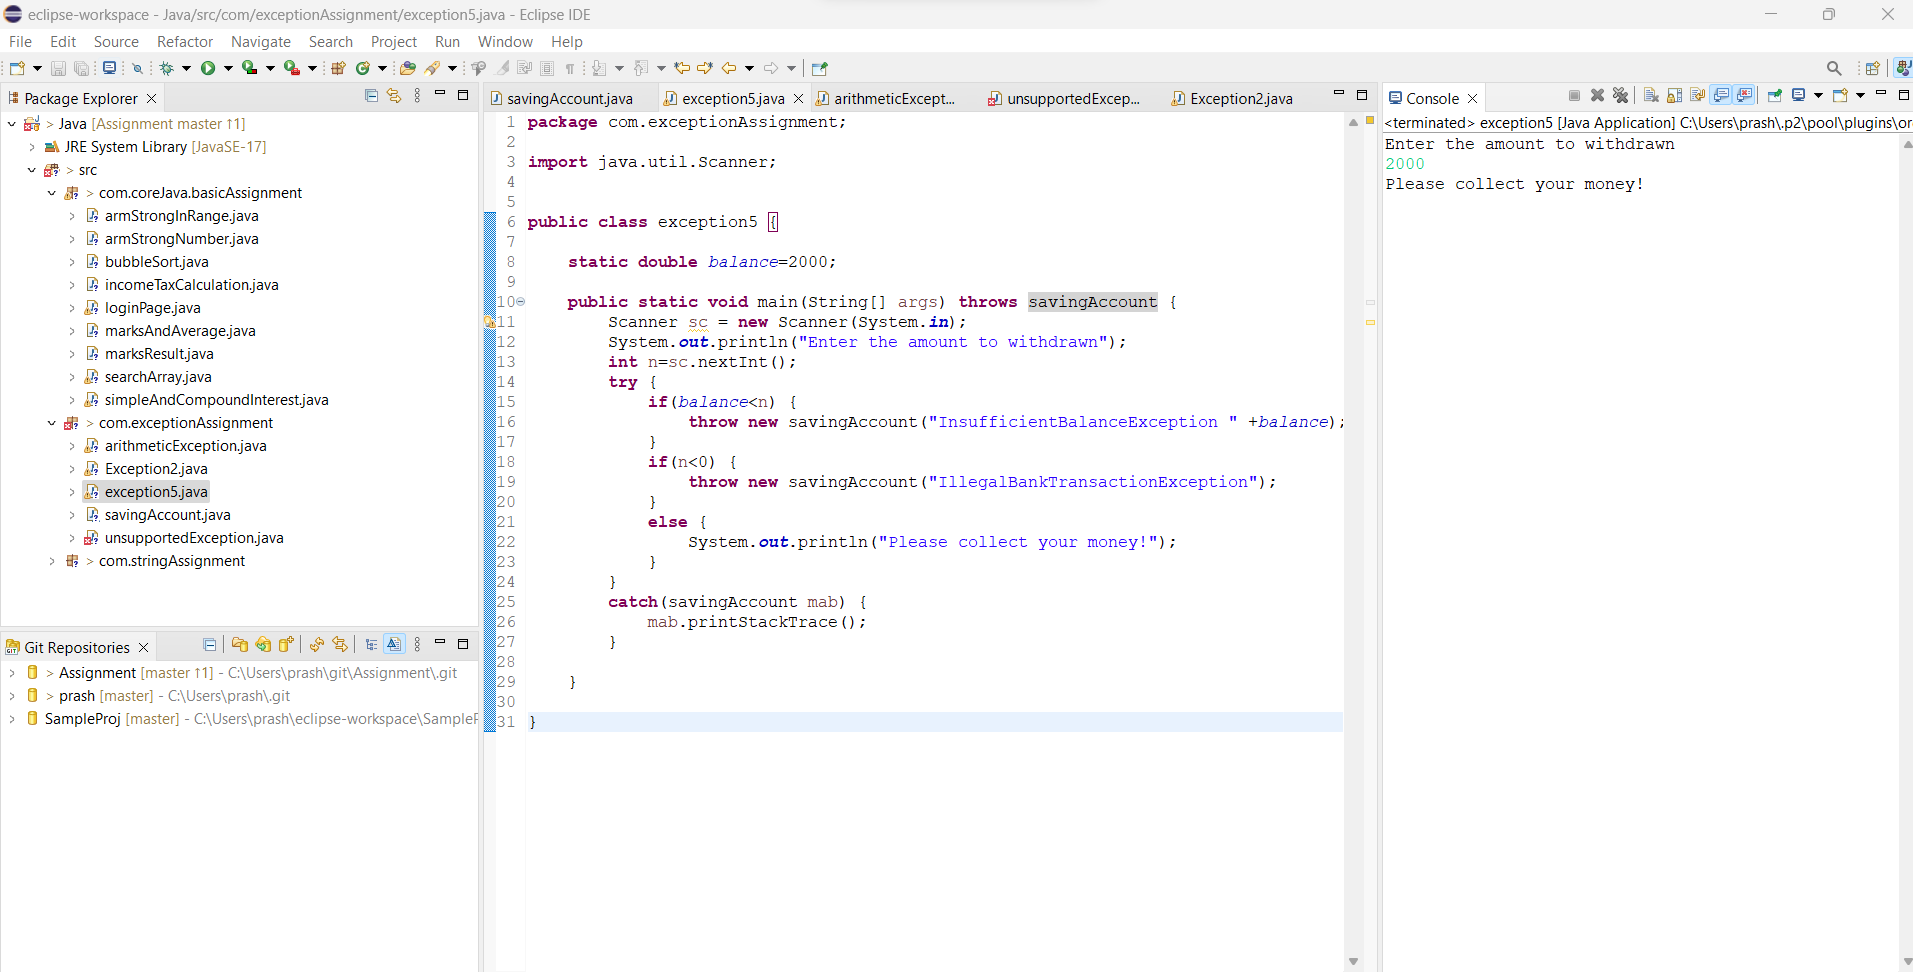 eclipse-workspace - Java/src/com/exceptionAssignment/exception5.java - Eclipse IDE
File Edit Source Refactor Navigate Search Project Run Window Help
Package Explorer
> Java [Assignment master ↑1]
JRE System Library [JavaSE-17]
> src
> com.coreJava.basicAssignment
armStrongInRange.java
armStrongNumber.java
bubbleSort.java
incomeTaxCalculation.java
loginPage.java
marksAndAverage.java
marksResult.java
searchArray.java
simpleAndCompoundInterest.java
> com.exceptionAssignment
arithmeticException.java
Exception2.java
exception5.java
savingAccount.java
unsupportedException.java
> com.stringAssignment
Git Repositories
> Assignment [master ↑1] - C:\Users\prash\git\Assignment\.git
> prash [master] - C:\Users\prash\.git
SampleProj [master] - C:\Users\prash\eclipse-workspace\SampleP
savingAccount.java exception5.java arithmeticExcept... unsupportedExcep... Exception2.java
1 package com.exceptionAssignment;
2
3 import java.util.Scanner;
4
5
6 public class exception5 {
7
8 static double balance=2000;
9
10 public static void main(String[] args) throws savingAccount {
11 Scanner sc = new Scanner(System.in);
12 System.out.println("Enter the amount to withdrawn");
13 int n=sc.nextInt();
14 try {
15 if(balance<n) {
16 throw new savingAccount("InsufficientBalanceException " +balance);
17 }
18 if(n<0) {
19 throw new savingAccount("IllegalBankTransactionException");
20 }
21 else {
22 System.out.println("Please collect your money!");
23 }
24 }
25 catch(savingAccount mab) {
26 mab.printStackTrace();
27 }
28
29 }
30
31 }
Console
<terminated> exception5 [Java Application] C:\Users\prash\.p2\pool\plugins\or
Enter the amount to withdrawn
2000
Please collect your money!